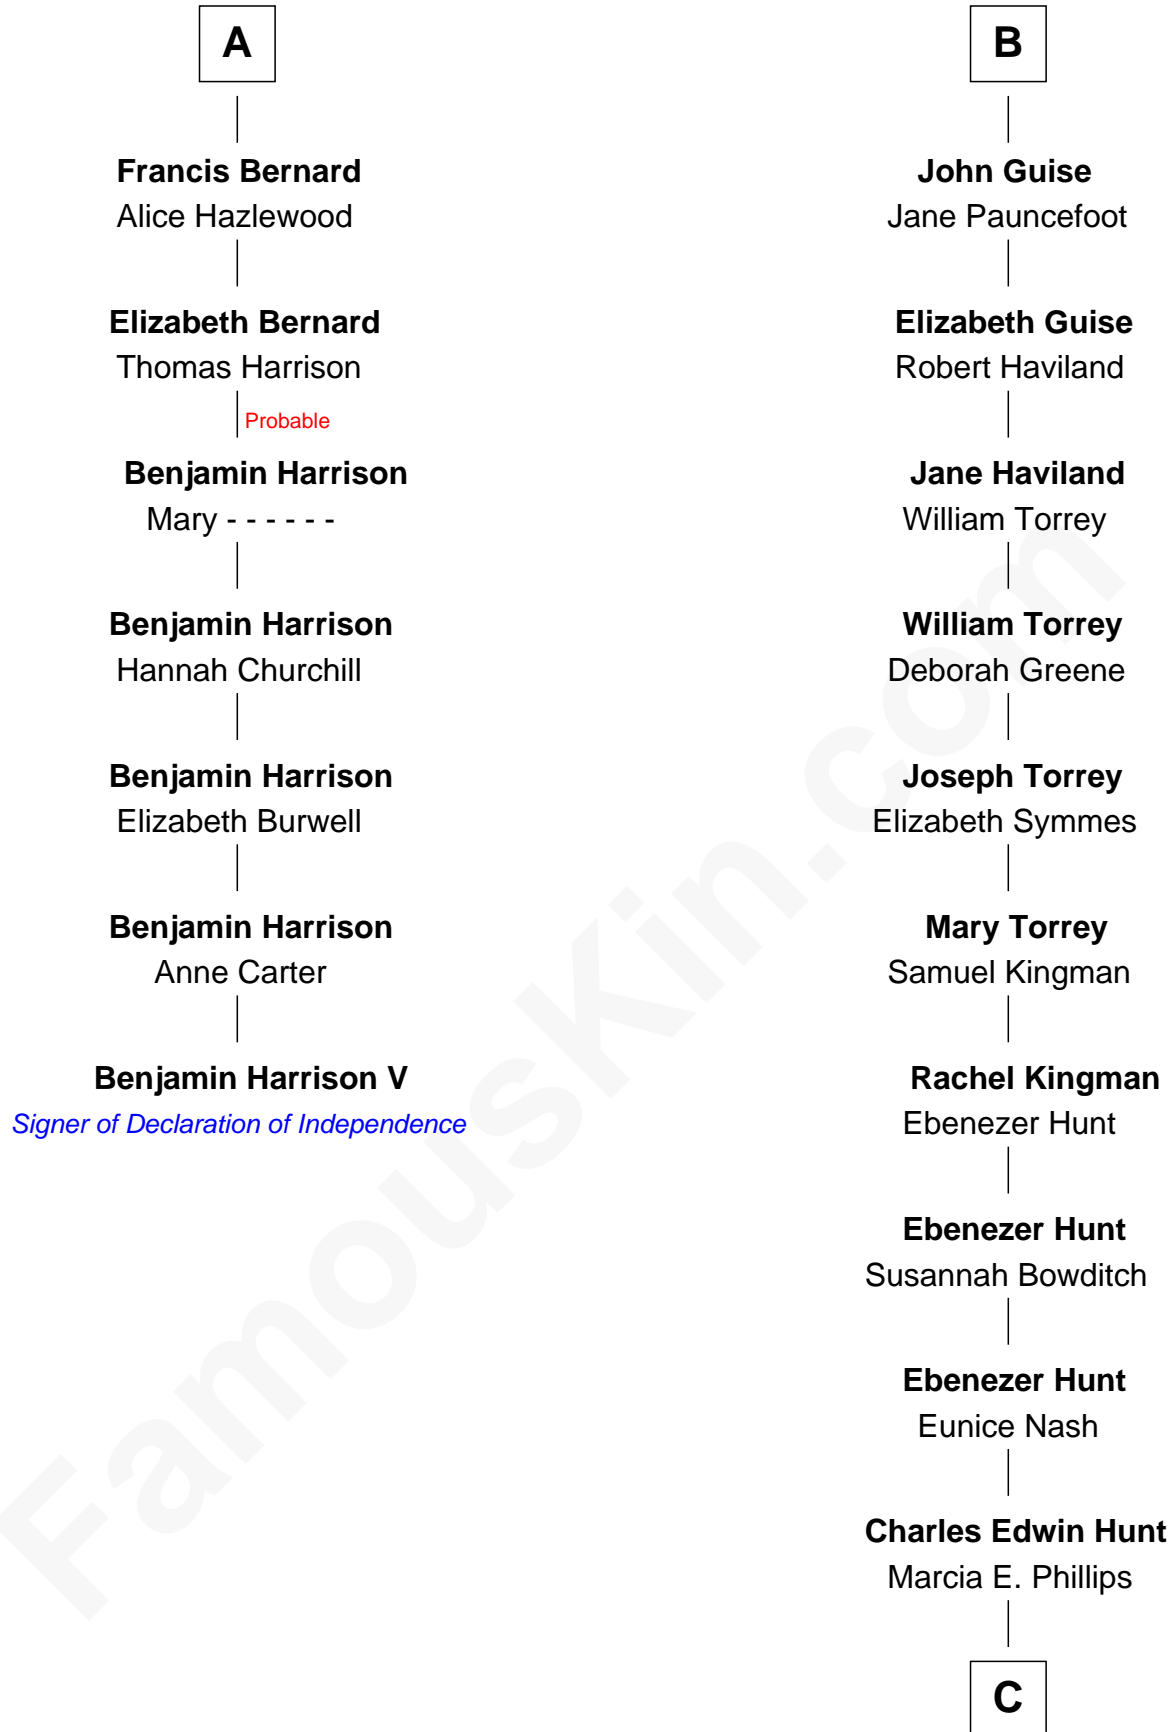 A
Francis Bernard
Alice Hazlewood
Elizabeth Bernard
Thomas Harrison
Probable
Benjamin Harrison
Mary - - - - - -
Benjamin Harrison
Hannah Churchill
Benjamin Harrison
Elizabeth Burwell
Benjamin Harrison
Anne Carter
Benjamin Harrison V
Signer of Declaration of Independence
B
John Guise
Jane Pauncefoot
Elizabeth Guise
Robert Haviland
Jane Haviland
William Torrey
William Torrey
Deborah Greene
Joseph Torrey
Elizabeth Symmes
Mary Torrey
Samuel Kingman
Rachel Kingman
Ebenezer Hunt
Ebenezer Hunt
Susannah Bowditch
Ebenezer Hunt
Eunice Nash
Charles Edwin Hunt
Marcia E. Phillips
C
FamousKin.com